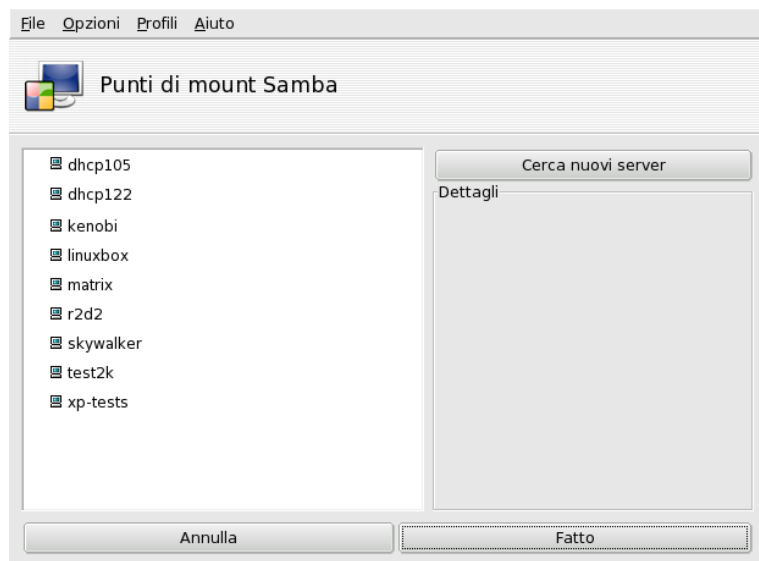 File Opzioni Profili Aiuto
Punti di mount Samba
dhcp105
dhcp122
kenobi
linuxbox
matrix
r2d2
skywalker
test2k
xp-tests
Cerca nuovi server
Dettagli
Annulla
Fatto